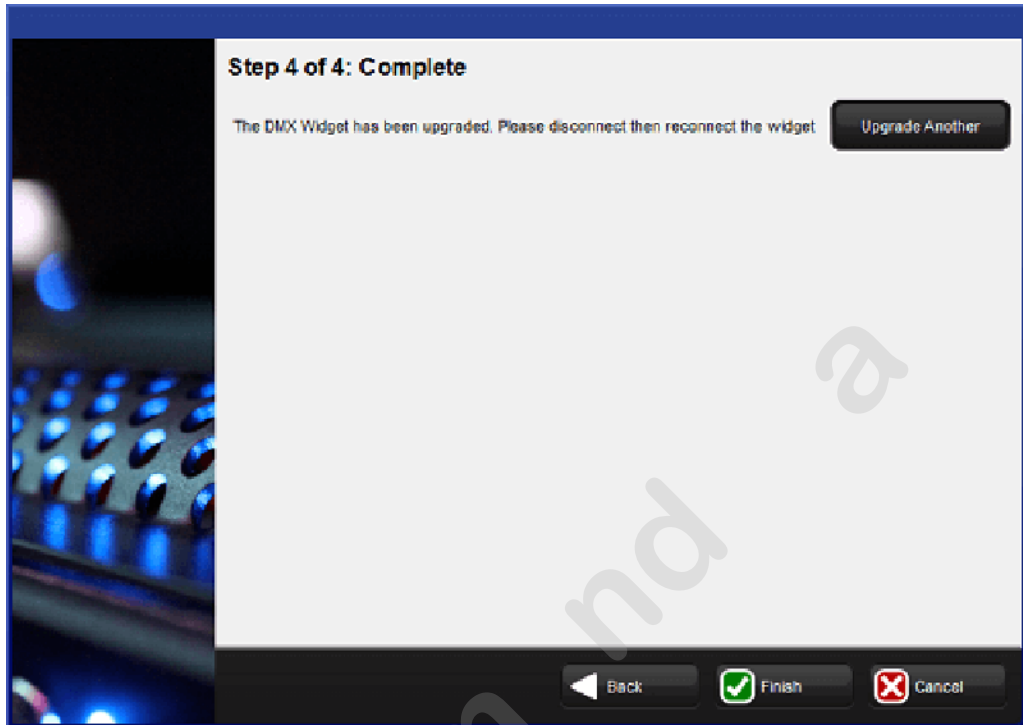 Step 4 of 4: Complete
The DMX Widget has been upgraded. Please disconnect then reconnect the widget
Upgrade Another
Back
Finish
Cancel